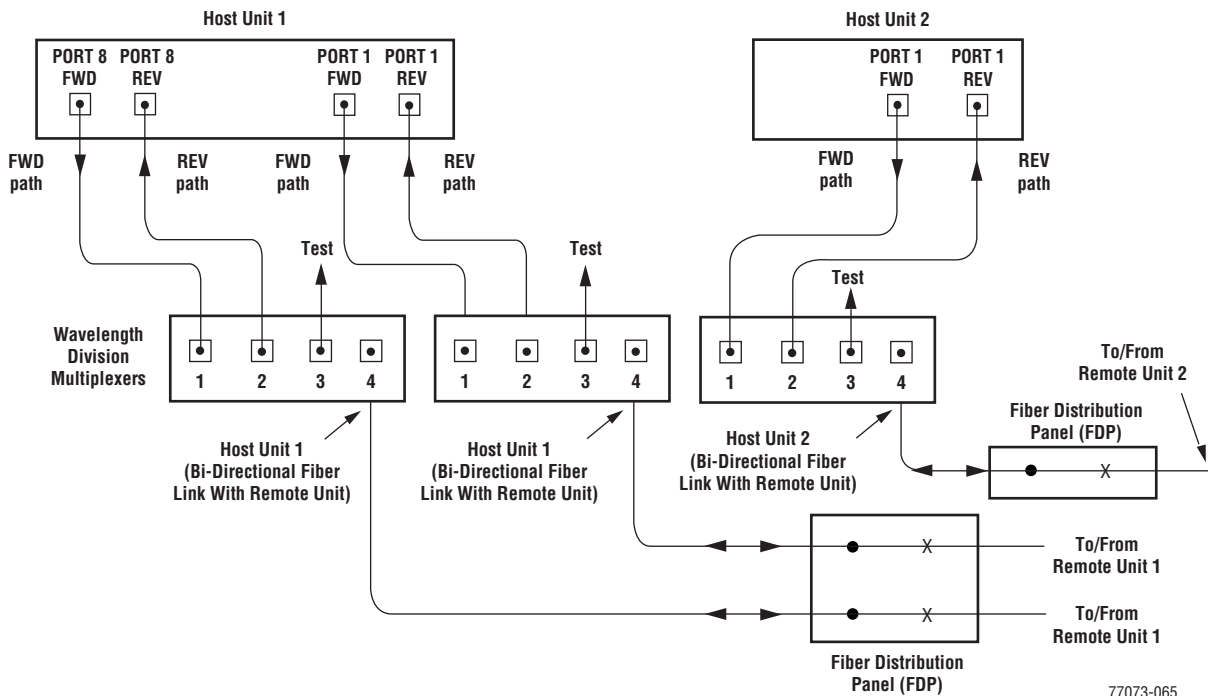 Host Unit 1
Host Unit 2
PORT 8
FWD
PORT 8
REV
PORT 1
FWD
PORT 1
REV
PORT 1
FWD
PORT 1
REV
FWD
path
REV
path
FWD
path
REV
path
FWD
path
REV
path
Test
Test
Test
Wavelength
Division
Multiplexers
1 2 3 4
1 2 3 4
1 2 3 4
To/From
Remote Unit 2
Fiber Distribution
Panel (FDP)
X
Host Unit 1
(Bi-Directional Fiber
Link With Remote Unit)
Host Unit 1
(Bi-Directional Fiber
Link With Remote Unit)
Host Unit 2
(Bi-Directional Fiber
Link With Remote Unit)
X
To/From
Remote Unit 1
X
To/From
Remote Unit 1
Fiber Distribution
Panel (FDP)
77073-065